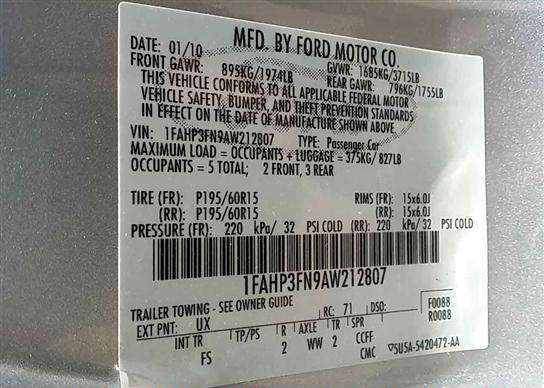 MFD. BY FORD MOTOR CO.
DATE: 01/10 GVWR: 1685KG/3715LB
FRONT GAWR: 895KG/1974LB REAR GAWR: 796KG/1755LB
THIS VEHICLE CONFORMS TO ALL APPLICABLE FEDERAL MOTOR
VEHICLE SAFETY, BUMPER, AND THEFT PREVENTION STANDARDS
IN EFFECT ON THE DATE OF MANUFACTURE SHOWN ABOVE.
VIN: 1FAHP3FN9AW212807 TYPE: Passenger Car
MAXIMUM LOAD = OCCUPANTS + LUGGAGE = 375KG/ 827LB
OCCUPANTS = 5 TOTAL; 2 FRONT, 3 REAR
TIRE (FR): P195/60R15 RIMS (FR): 15x6.0J
(RR): P195/60R15 (RR): 15x6.0J
PRESSURE (FR): 220 kPa/ 32 PSI COLD (RR): 220 kPa/ 32 PSI COLD
1FAHP3FN9AW212807
TRAILER TOWING - SEE OWNER GUIDE
EXT PNT: UX RC: 71 DSO: F0088
R0088
INT TR TP/PS R AXLE TR SPR
FS 2 WW 2 CCFF
CMC 5U5A-5420472-AA